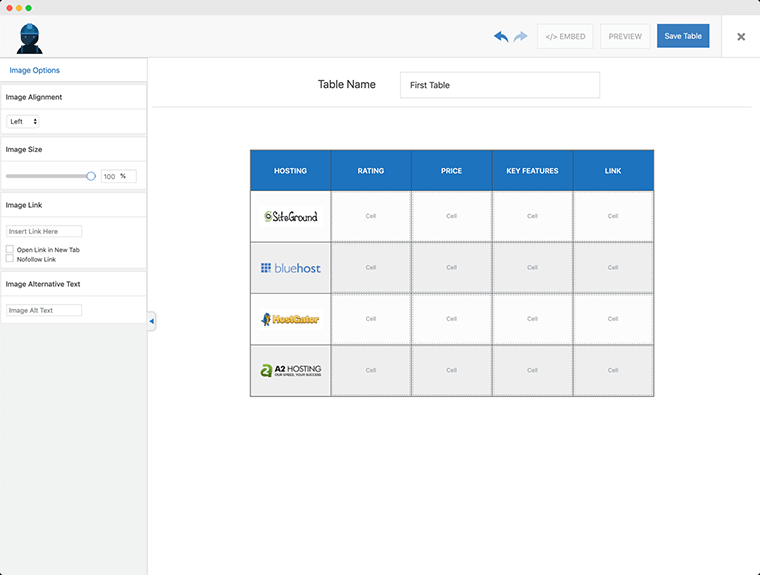 </> EMBED
PREVIEW
Save Table
Image Options
Image Alignment
Left
Image Size
100 %
Image Link
Insert Link Here
Open Link in New Tab
Nofollow Link
Image Alternative Text
Image Alt Text
Table Name First Table
HOSTING RATING PRICE KEY FEATURES LINK
SiteGround Cell Cell Cell Cell
bluehost Cell Cell Cell Cell
HostGator Cell Cell Cell Cell
A2 HOSTING
OUR SPEED, YOUR SUCCESS
Cell Cell Cell Cell